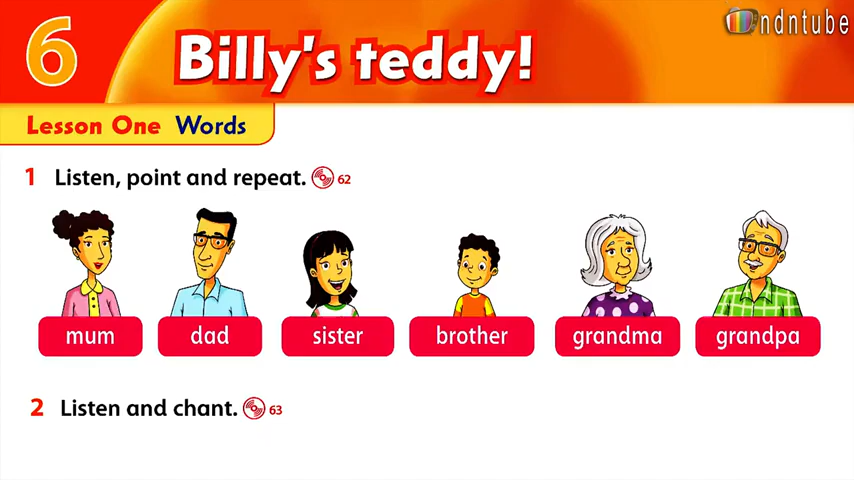 ndntube
6 Billy's teddy!
Lesson One Words
1 Listen, point and repeat. 62
mum dad sister brother grandma grandpa
2 Listen and chant. 63